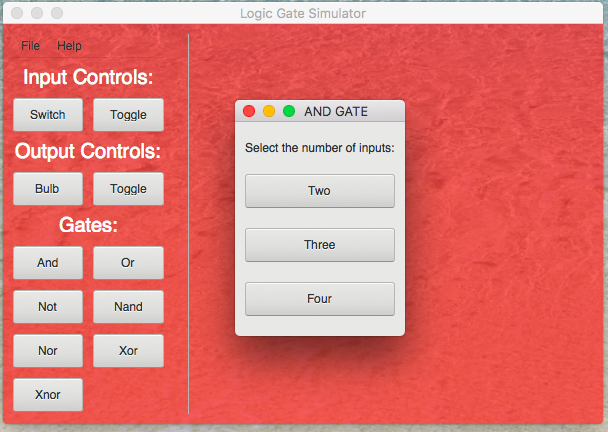 Logic Gate Simulator
File Help
Input Controls:
Switch Toggle
Output Controls:
Bulb Toggle
Gates:
And Or
Not Nand
Nor Xor
Xnor
AND GATE
Select the number of inputs:
Two
Three
Four